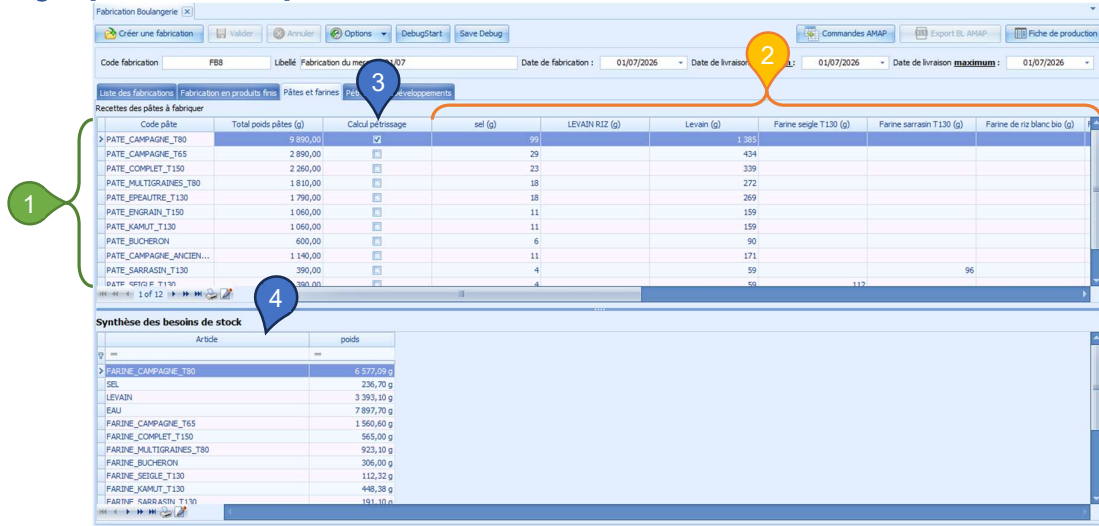 Fabrication Boulangerie
Créer une fabrication Valider Annuler Options DebugStart Save Debug Commandes AMAP Export BL AMAP Fiche de production
Code fabrication FB8 Libellé Fabrication du 01/07 Date de fabrication : 01/07/2026 Date de livraison : 01/07/2026 Date de livraison maximum : 01/07/2026
Liste des fabrications Fabrication en produits finis Pâtes et farines développements
Recettes des pâtes à fabriquer
Code pâte Total poids pâtes (g) Calcul pétrissage sel (g) LEVAIN RIZ (g) Levain (g) Farine seigle T130 (g) Farine sarrasin T130 (g) Farine de riz blanc bio (g)
PATE_CAMPAGNE_T80 9 890,00 99 1 385
PATE_CAMPAGNE_T65 2 890,00 29 434
PATE_COMPLET_T150 2 260,00 23 339
PATE_MULTIGRAINES_T80 1 810,00 18 272
PATE_EPEAUTRE_T130 1 790,00 18 269
PATE_ENGRAIN_T150 1 060,00 11 159
PATE_KAMUT_T130 1 060,00 11 159
PATE_BUCHERON 600,00 6 90
PATE_CAMPAGNE_ANCIEN... 1 140,00 11 171
PATE_SARRASIN_T130 390,00 4 59 96
PATE_SEIGLE_T130 390,00 4 59 112
1 of 12
1
2
3
4
Synthèse des besoins de stock
Article poids
= =
FARINE_CAMPAGNE_T80 6 577,09 g
SEL 236,70 g
LEVAIN 3 393,10 g
EAU 7 897,70 g
FARINE_CAMPAGNE_T65 1 560,60 g
FARINE_COMPLET_T150 565,00 g
FARINE_MULTIGRAINES_T80 923,10 g
FARINE_BUCHERON 306,00 g
FARINE_SEIGLE_T130 112,32 g
FARINE_KAMUT_T130 448,38 g
FARINE_SARRASIN_T130 191,10 g